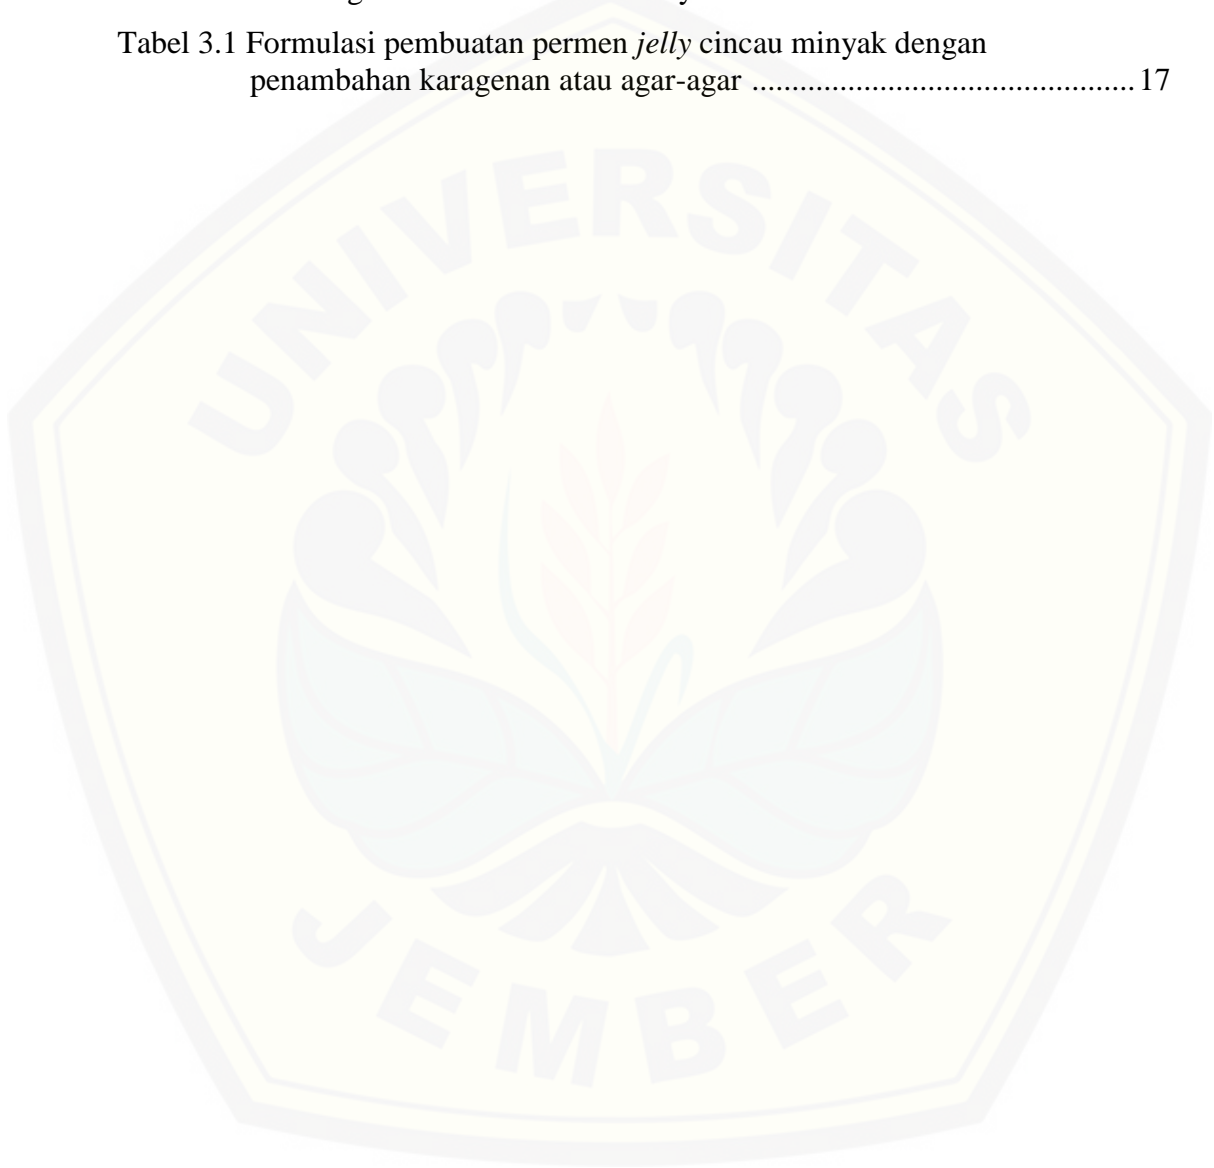 Tabel 3.1 Formulasi pembuatan permen jelly cincau minyak dengan
penambahan karagenan atau agar-agar ................................................ 17
UNIVERSITAS
JEMBER